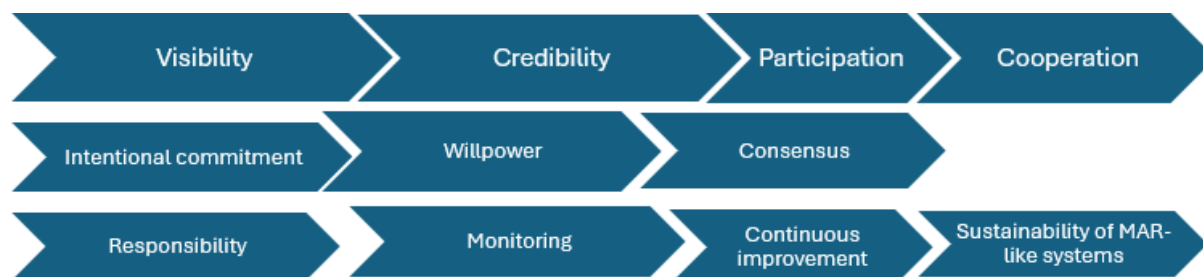 Visibility
Credibility
Participation
Cooperation
Intentional commitment
Willpower
Consensus
Responsibility
Monitoring
Continuous
improvement
Sustainability of MAR-
like systems